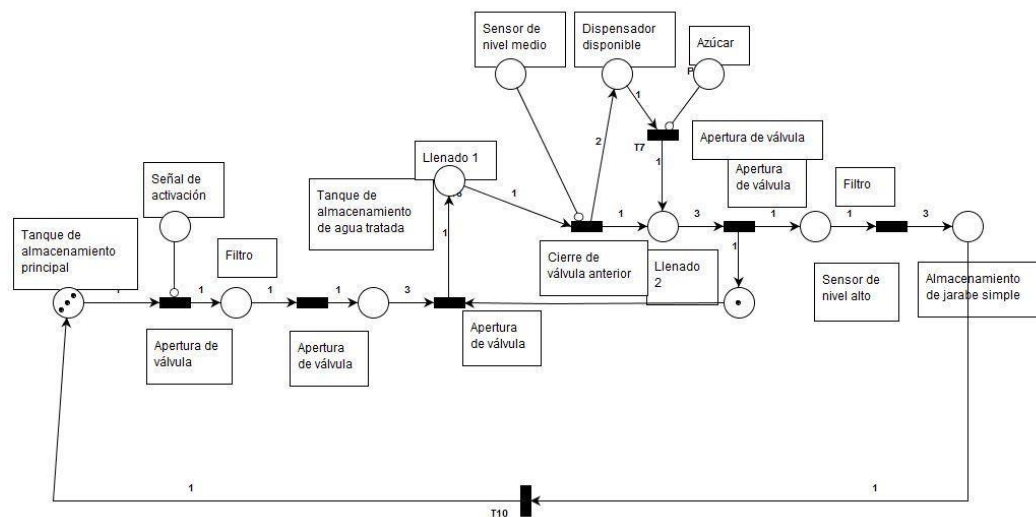 Sensor de
nivel medio
Dispensador
disponible
Azúcar
P
1
2
T7
1
Apertura de válvula
Apertura
de válvula
Filtro
Llenado 1
1
Señal de
activación
Tanque de
almacenamiento
de agua tratada
1
1
3
1
1
3
1
Cierre de
válvula anterior
Llenado
2
Sensor de
nivel alto
Almacenamiento
de jarabe simple
Tanque de
almacenamiento
principal
Filtro
1
1
1
3
Apertura de
válvula
Apertura
de válvula
Apertura
de válvula
1
1
T10